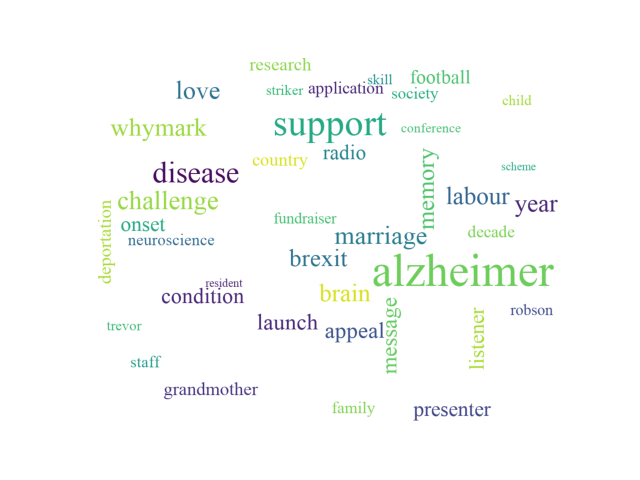 research
skill
football
love
striker
application
society
child
whymark
support
conference
country
radio
disease
scheme
memory
labour
year
challenge
onset
fundraiser
deportation
neuroscience
marriage
decade
brexit
alzheimer
resident
condition
brain
launch
appeal
message
listener
robson
trevor
staff
grandmother
family
presenter